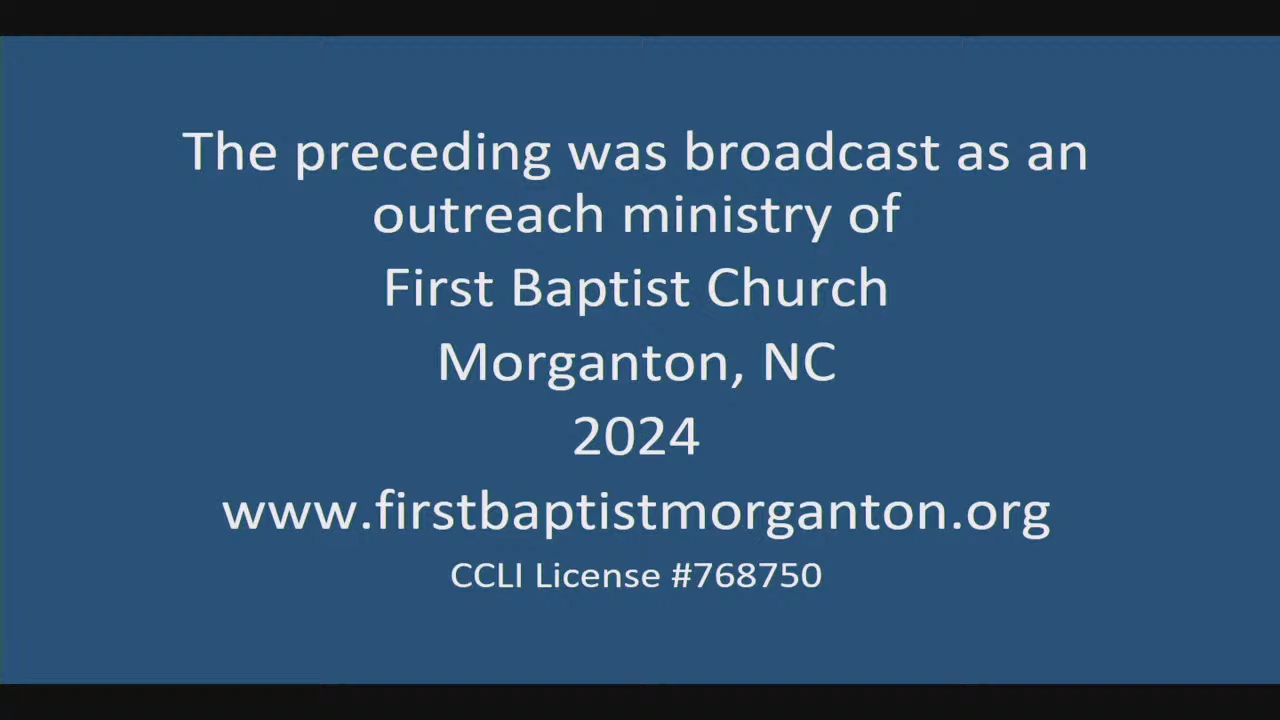 The preceding was broadcast as an
outreach ministry of
First Baptist Church
Morganton, NC
2024
www.firstbaptistmorganton.org
CCLI License #768750